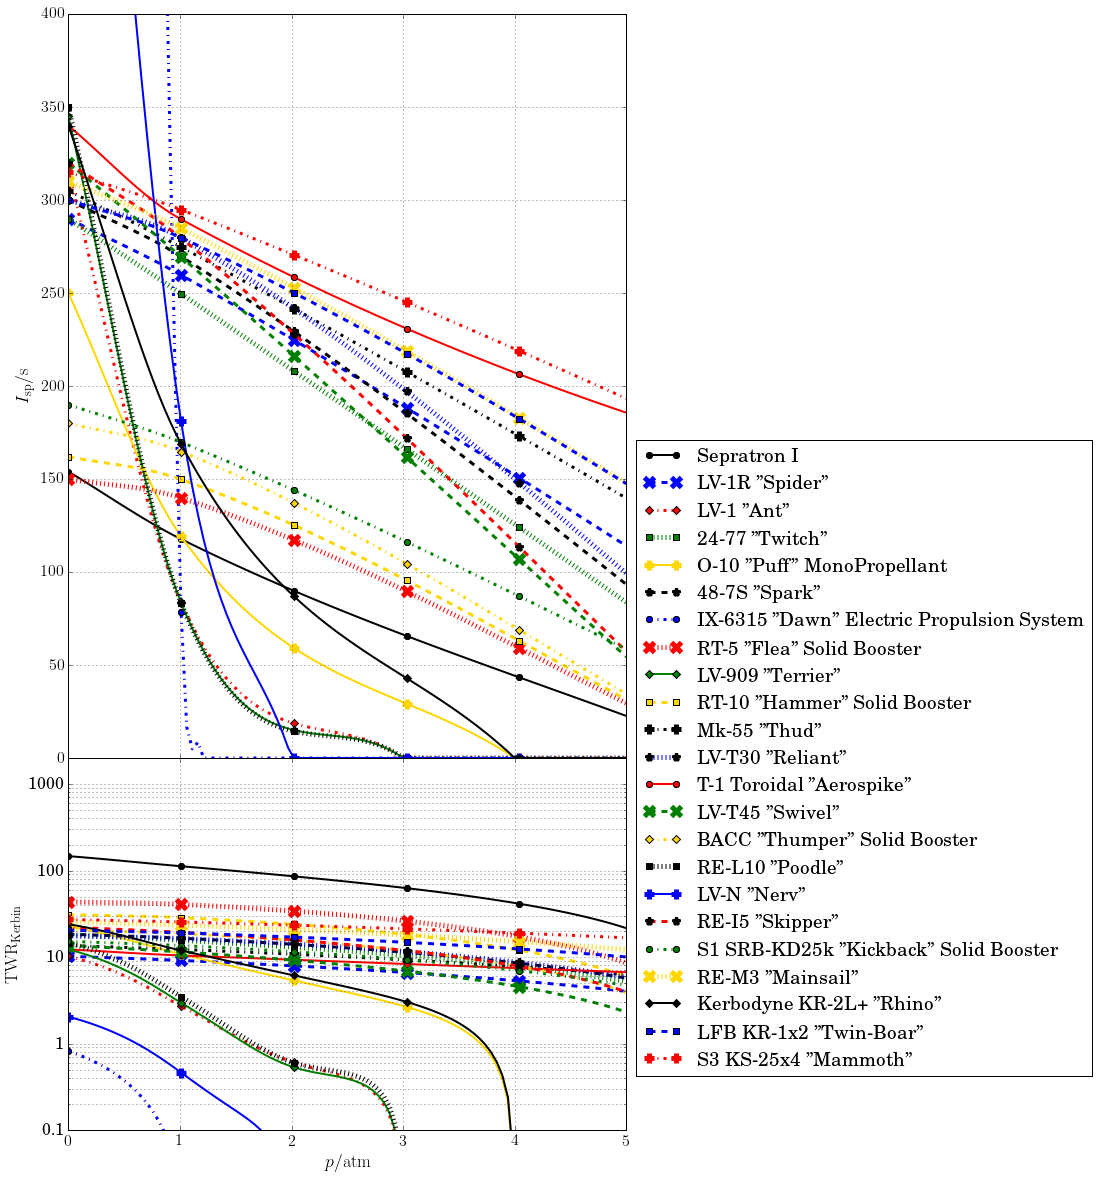 400
350
300
250
200
150
100
50
0
I_sp/s
1000
100
10
1
0.1
TWR_Kerbin
0 1 2 3 4 5
p/atm
Sepratron I
LV-1R "Spider"
LV-1 "Ant"
24-77 "Twitch"
O-10 "Puff" MonoPropellant
48-7S "Spark"
IX-6315 "Dawn" Electric Propulsion System
RT-5 "Flea" Solid Booster
LV-909 "Terrier"
RT-10 "Hammer" Solid Booster
Mk-55 "Thud"
LV-T30 "Reliant"
T-1 Toroidal "Aerospike"
LV-T45 "Swivel"
BACC "Thumper" Solid Booster
RE-L10 "Poodle"
LV-N "Nerv"
RE-I5 "Skipper"
S1 SRB-KD25k "Kickback" Solid Booster
RE-M3 "Mainsail"
Kerbodyne KR-2L+ "Rhino"
LFB KR-1x2 "Twin-Boar"
S3 KS-25x4 "Mammoth"